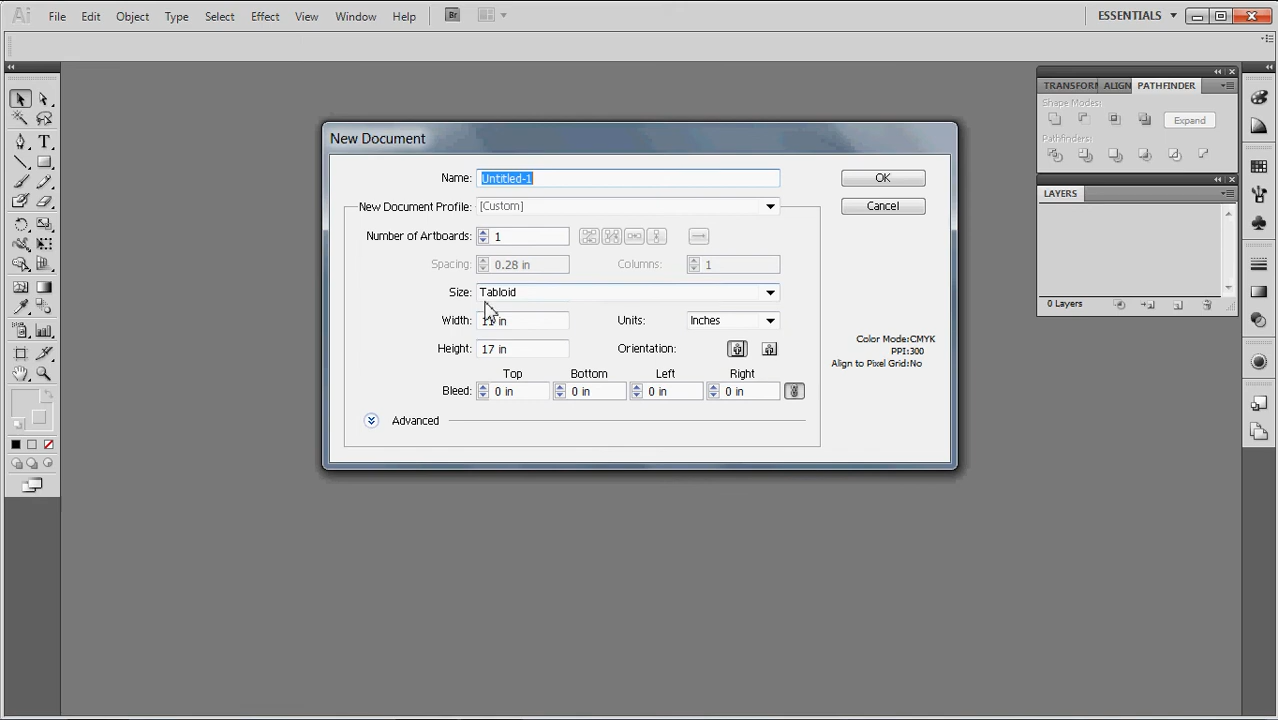 Ai File Edit Object Type Select Effect View Window Help Br ESSENTIALS
New Document
Name: Untitled-1 OK
New Document Profile: [Custom] Cancel
Number of Artboards: 1
Spacing: 0.28 in Columns: 1
Size: Tabloid
Width: in Units: Inches
Height: 17 in Orientation:
Top Bottom Left Right
Bleed: 0 in 0 in 0 in 0 in
Advanced
Color Mode:CMYK
PPI:300
Align to Pixel Grid:No
TRANSFORM ALIGN PATHFINDER
Shape Modes:
Expand
Pathfinders:
LAYERS
0 Layers